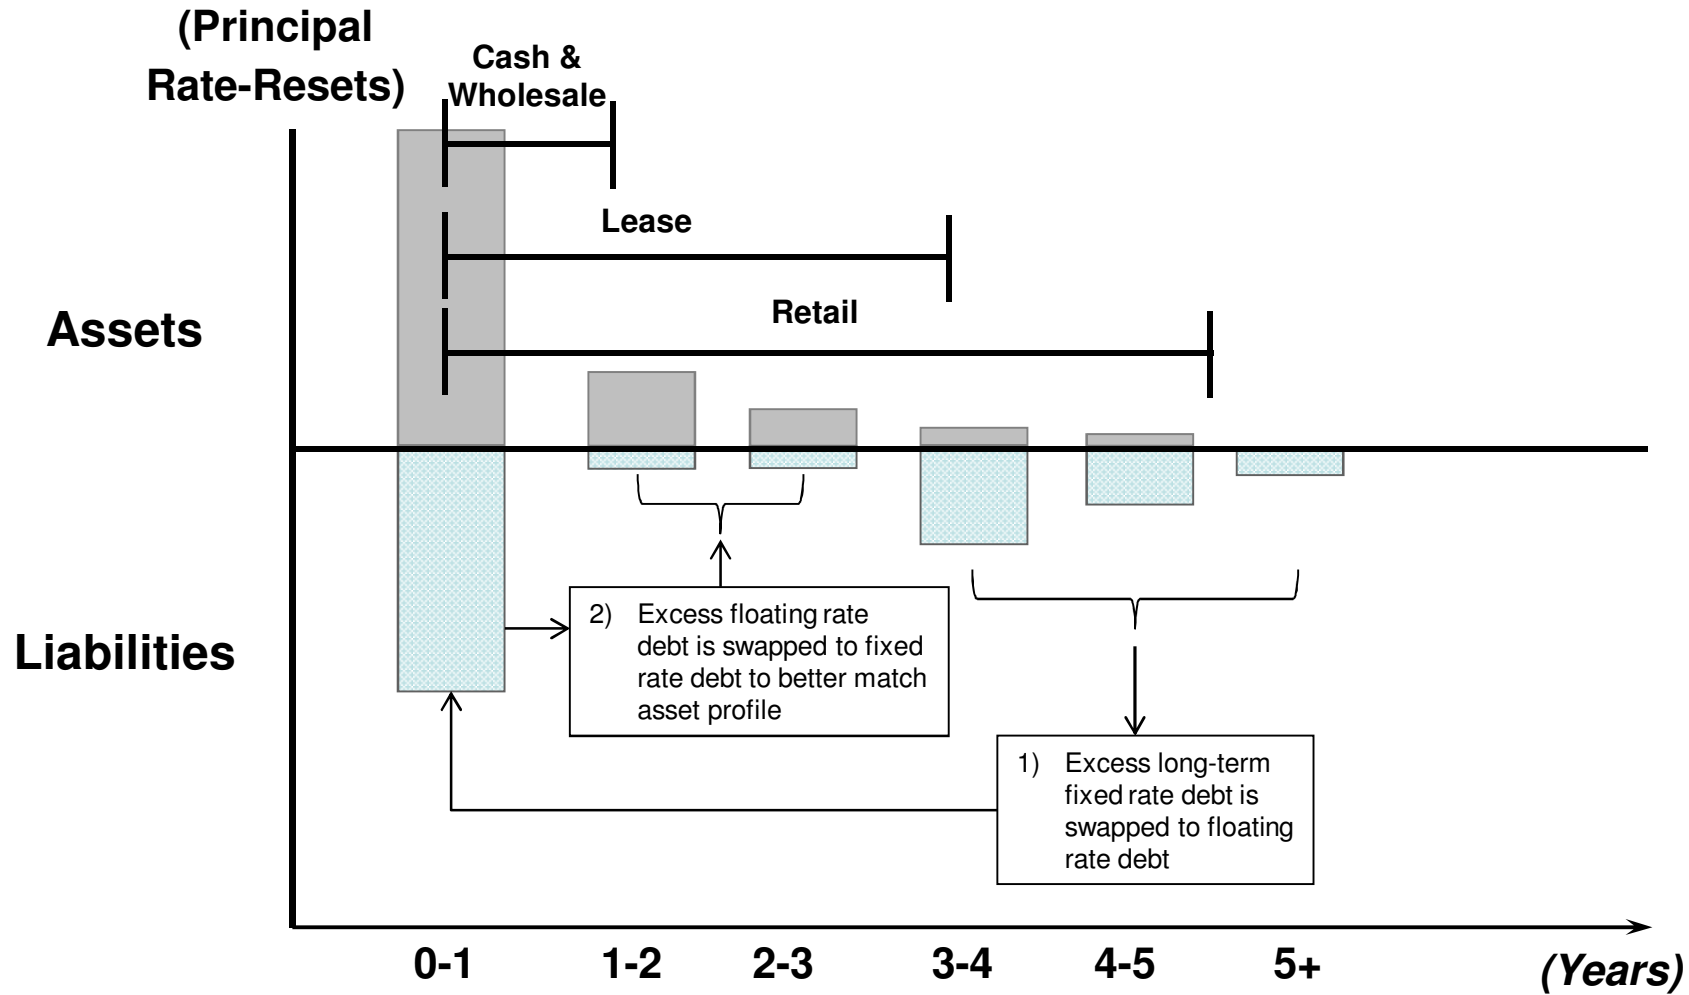 (Principal
Rate-Resets)
Cash &
Wholesale
Lease
Retail
Assets
Liabilities
2) Excess floating rate
debt is swapped to fixed
rate debt to better match
asset profile
1) Excess long-term
fixed rate debt is
swapped to floating
rate debt
0-1 1-2 2-3 3-4 4-5 5+ (Years)